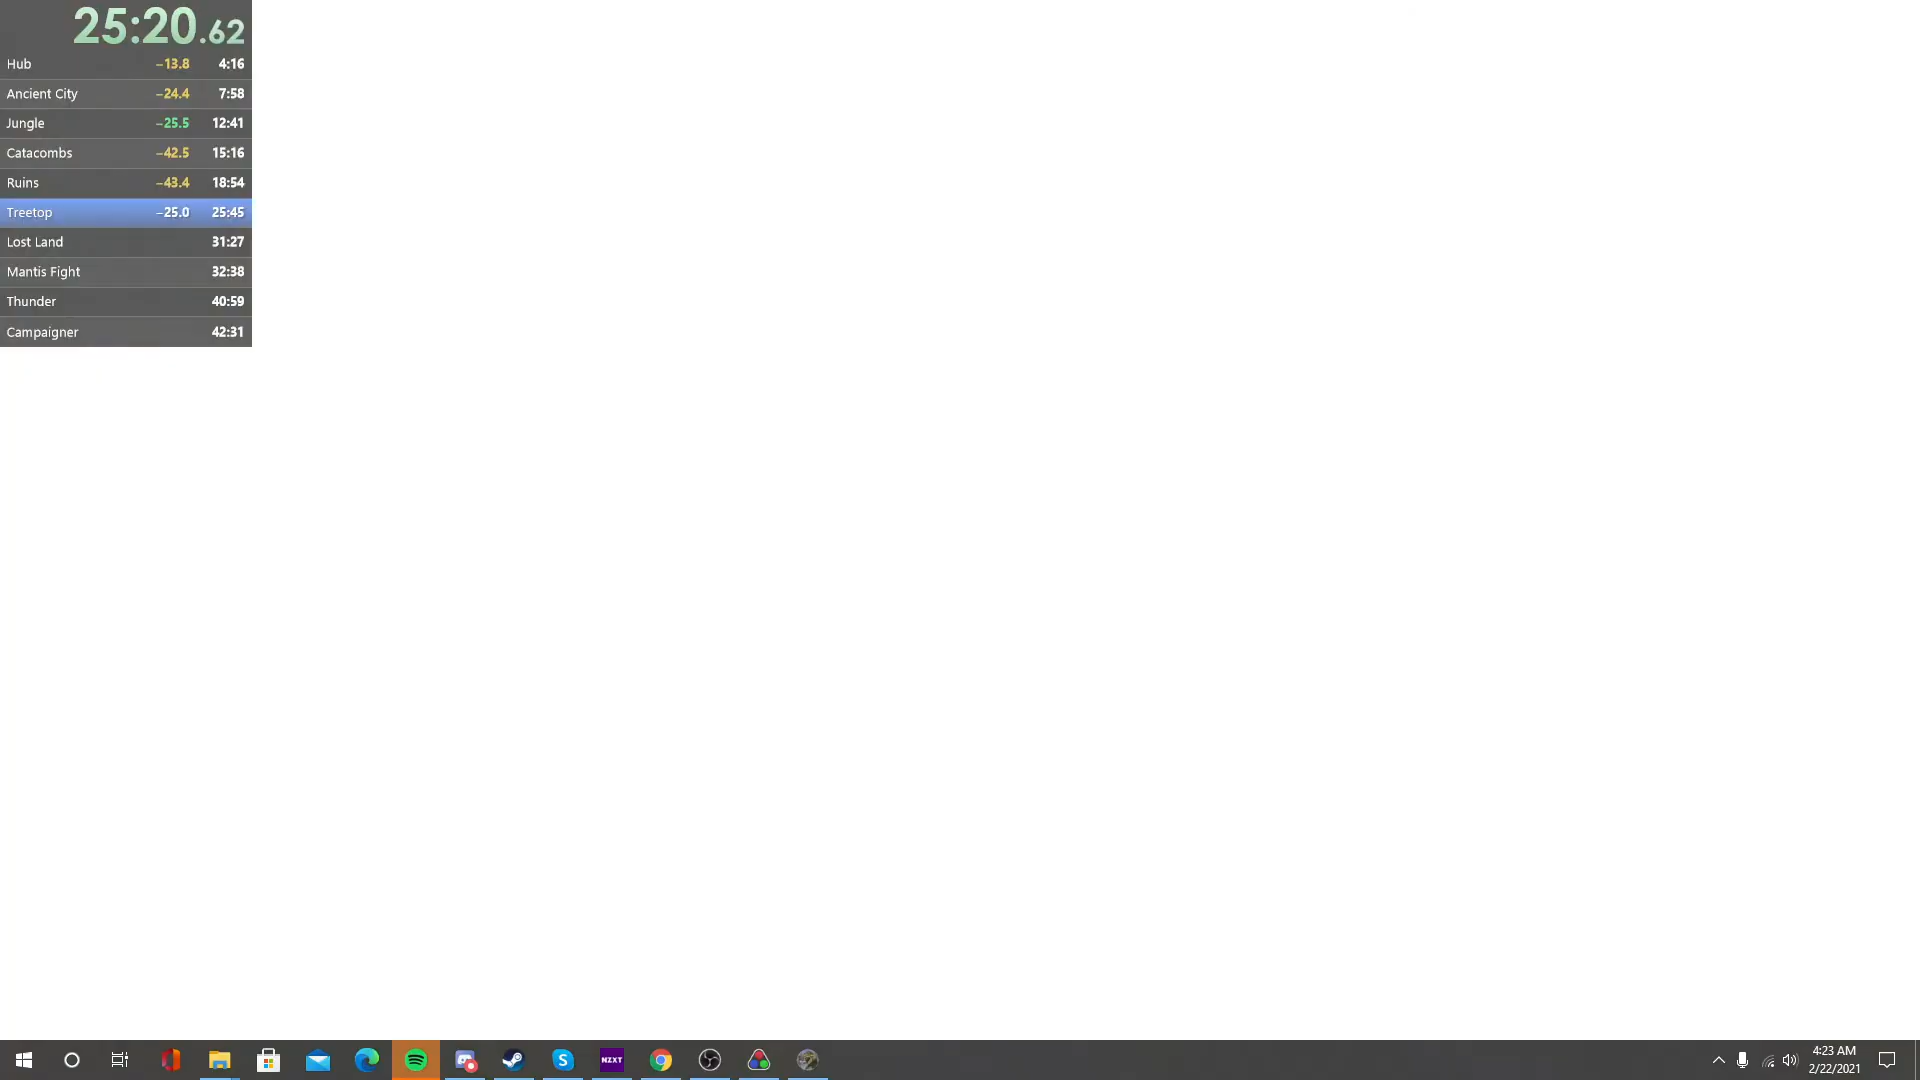 25:20.62
Hub −13.8 4:16
Ancient City −24.4 7:58
Jungle −25.5 12:41
Catacombs −42.5 15:16
Ruins −43.4 18:54
Treetop −25.0 25:45
Lost Land 31:27
Mantis Fight 32:38
Thunder 40:59
Campaigner 42:31
NZXT
4:23 AM
2/22/2021